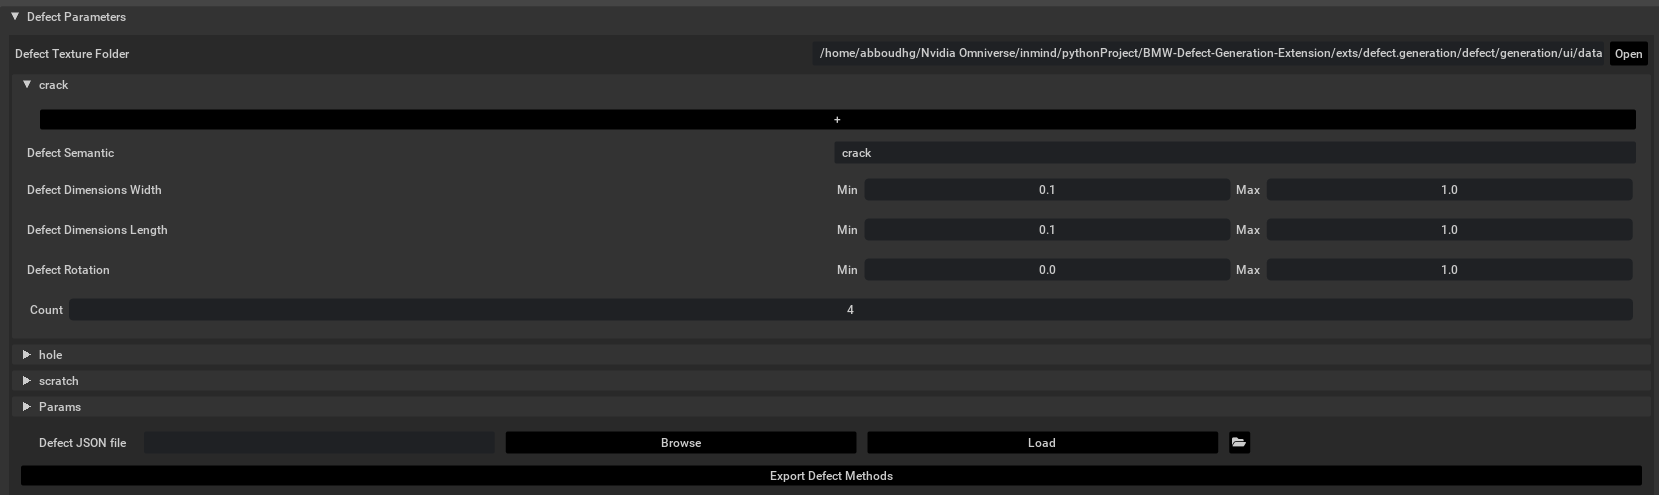 Defect Parameters
Defect Texture Folder /home/abboudhg/Nvidia Omniverse/inmind/pythonProject/BMW-Defect-Generation-Extension/exts/defect.generation/defect/generation/ui/data Open
crack
+
Defect Semantic crack
Defect Dimensions Width Min 0.1 Max 1.0
Defect Dimensions Length Min 0.1 Max 1.0
Defect Rotation Min 0.0 Max 1.0
Count 4
hole
scratch
Params
Defect JSON file Browse Load
Export Defect Methods